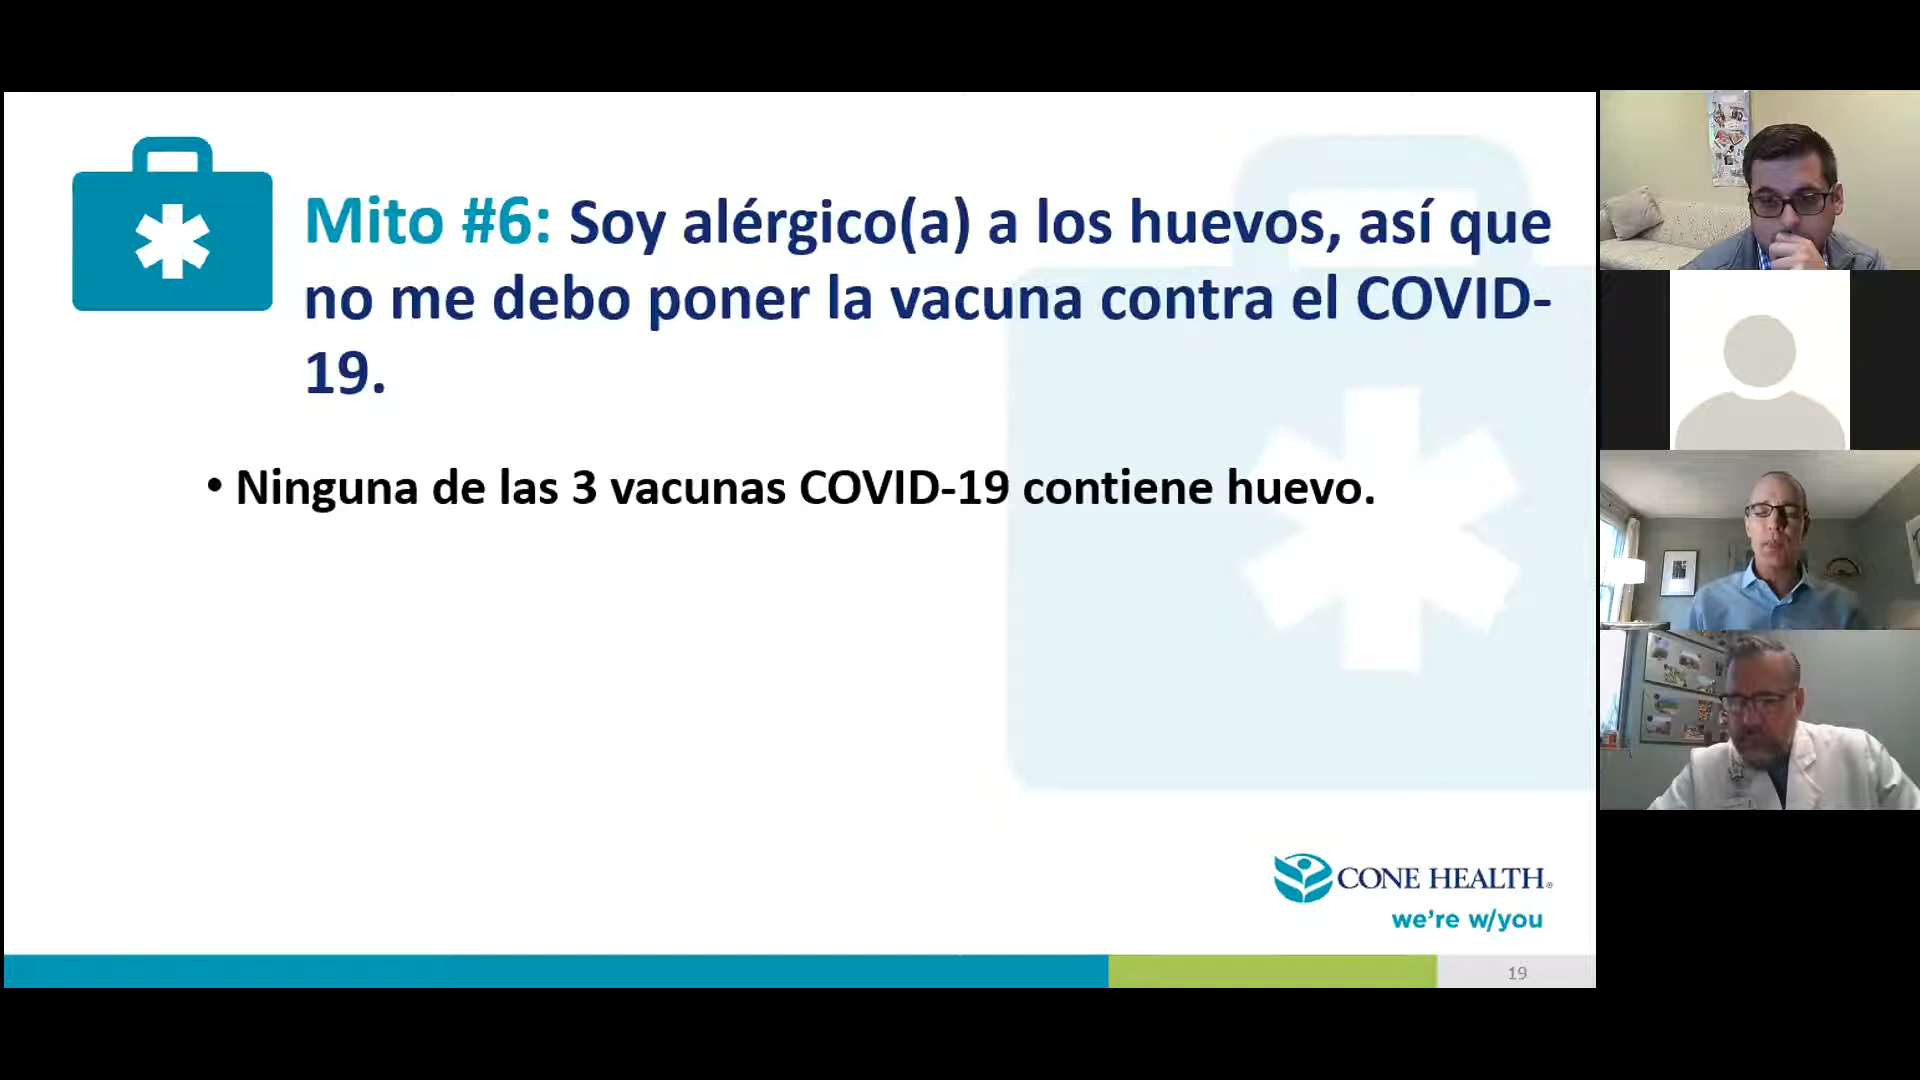 Mito #6: Soy alérgico(a) a los huevos, así que
no me debo poner la vacuna contra el COVID-
19.
• Ninguna de las 3 vacunas COVID-19 contiene huevo.
CONE HEALTH®
we're w/you
19